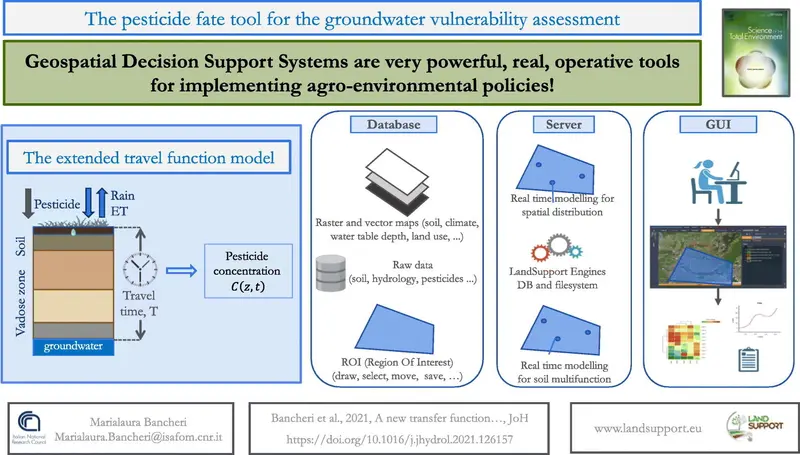 The pesticide fate tool for the groundwater vulnerability assessment
Science of the
Total Environment
Geospatial Decision Support Systems are very powerful, real, operative tools
for implementing agro-environmental policies!
The extended travel function model
Pesticide
Rain
ET
Soil
Vadose zone
Travel
time, T
groundwater
Pesticide
concentration
C(z, t)
Database
Raster and vector maps (soil, climate,
water table depth, land use, ...)
Raw data
(soil, hydrology, pesticides ...)
ROI (Region Of Interest)
(draw, select, move, save, ...)
Server
Real time modelling for
spatial distribution
LandSupport Engines
DB and filesystem
Real time modelling
for soil multifunction
GUI
Italian National
Research Council
Marialaura Bancheri
Marialaura.Bancheri@isafom.cnr.it
Bancheri et al., 2021, A new transfer function..., JoH
https://doi.org/10.1016/j.jhydrol.2021.126157
www.landsupport.eu
LAND
SUPPORT